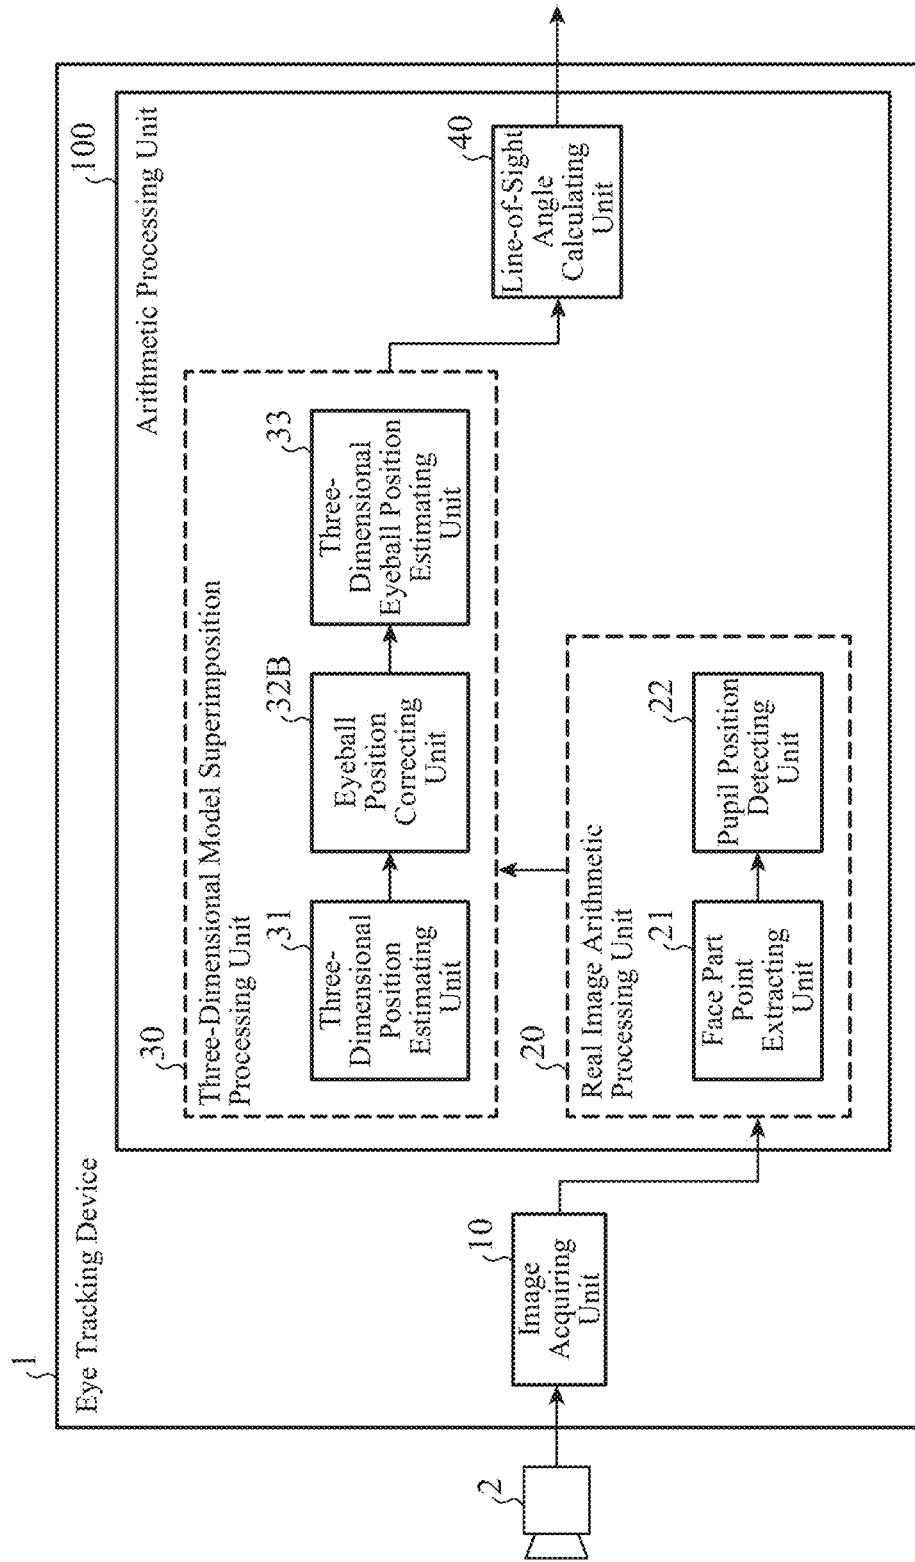 1
Eye Tracking Device
100
Arithmetic Processing Unit
30
Three-Dimensional Model Superimposition
Processing Unit
31
Three-
Dimensional
Position
Estimating
Unit
32B
Eyeball
Position
Correcting
Unit
33
Three-
Dimensional
Eyeball Position
Estimating
Unit
40
Line-of-Sight
Angle
Calculating
Unit
2
10
Image
Acquiring
Unit
20
Real Image Arithmetic
Processing Unit
21
Face Part
Point
Extracting
Unit
22
Pupil Position
Detecting
Unit